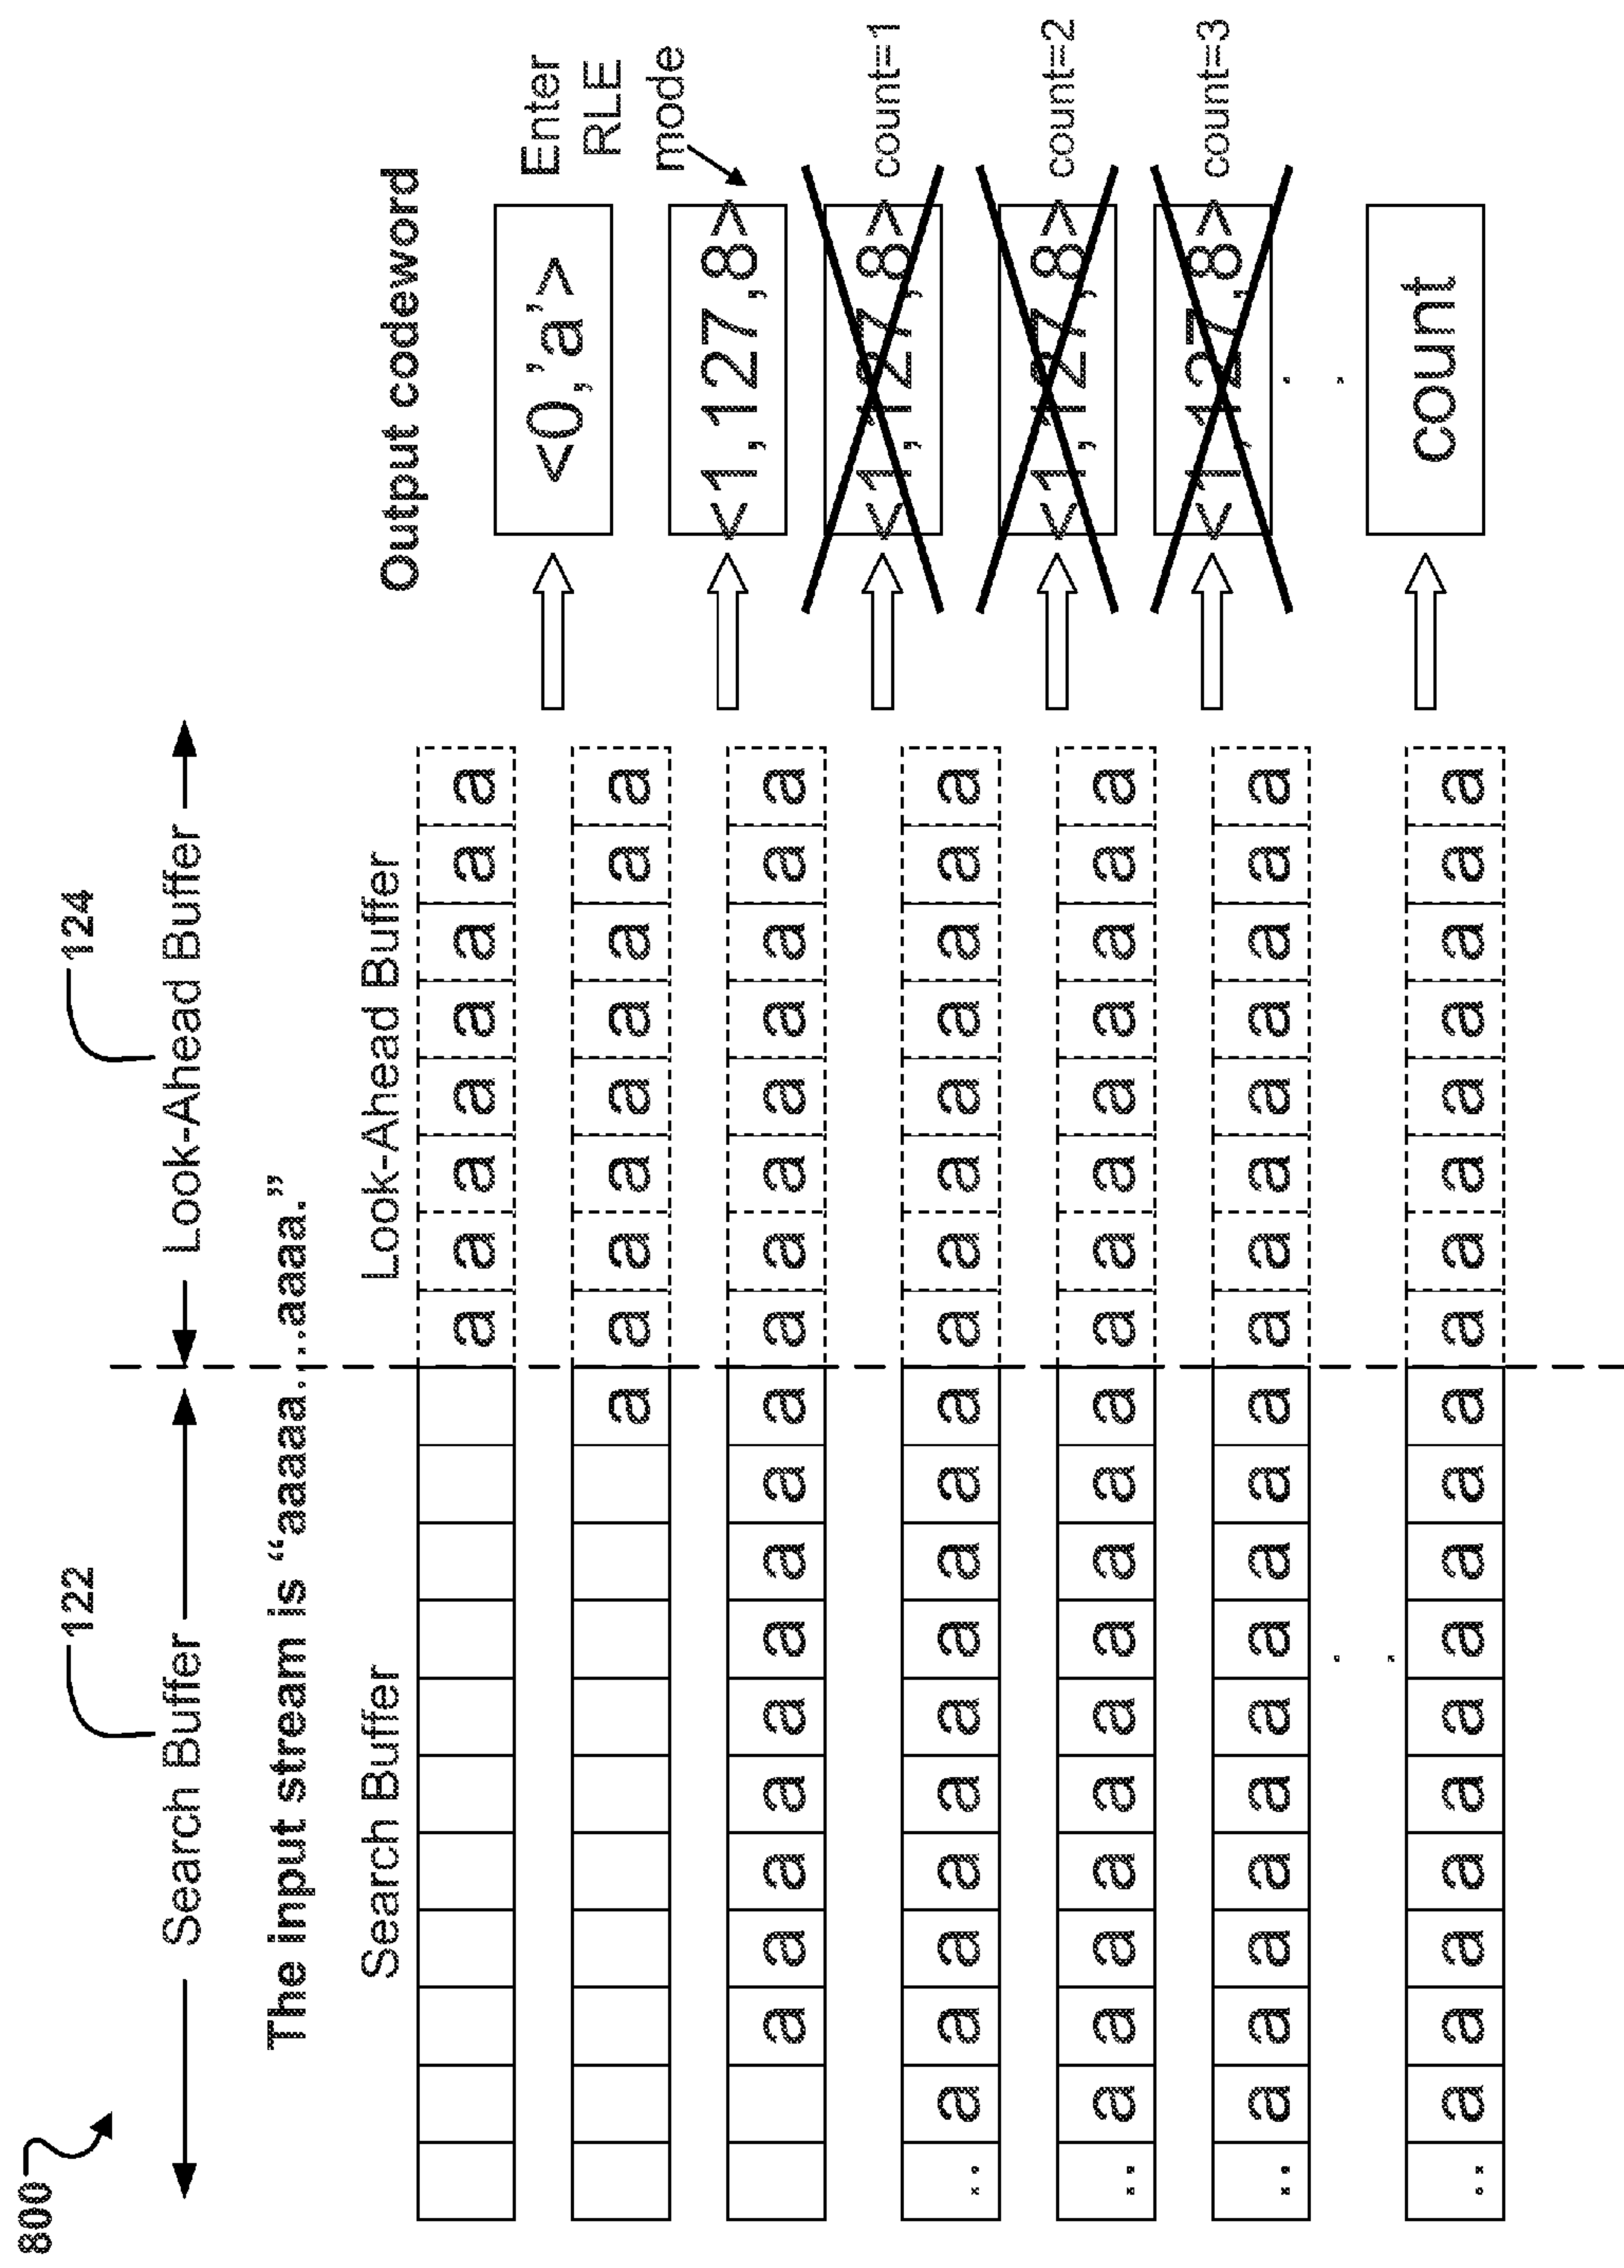 800
122
124
Search Buffer
Look-Ahead Buffer
The input stream is “aaaaa.....aaaa.”
Search Buffer
Look-Ahead Buffer
Output codeword
a a a a a a a a
<0,’a’>
Enter
RLE
mode
a a a a a a a a a
<1,127,8>
a a a a a a a a a a a a a a a a a
<1,127,8>
count=1
.. a a a a a a a a a a a a a a a a a a
<1,127,8>
count=2
.. a a a a a a a a a a a a a a a a a a
<1,127,8>
count=3
.. a a a a a a a a a a a a a a a a a a
.. a a a a a a a a a a a a a a a a a a
count